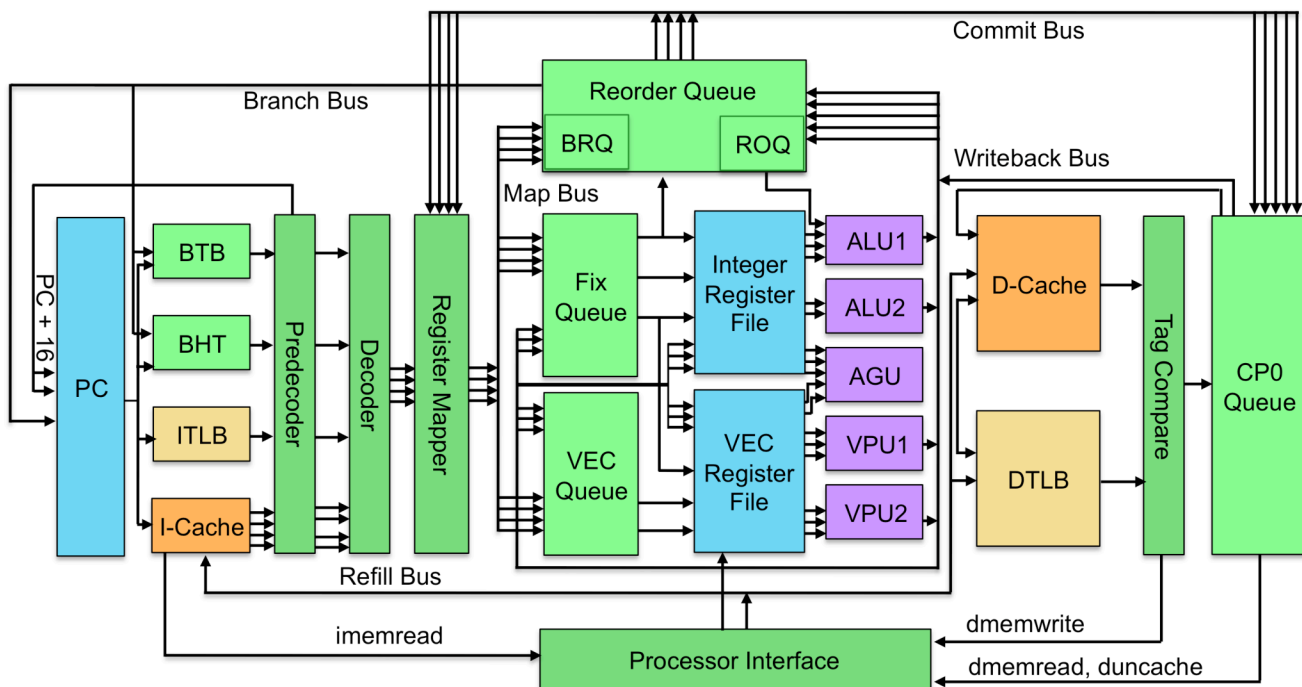 Commit Bus
Reorder Queue
Branch Bus
BRQ
ROQ
Writeback Bus
Map Bus
PC + 16
PC
BTB
BHT
ITLB
I-Cache
Predecoder
Decoder
Register Mapper
Fix
Queue
VEC
Queue
Integer
Register
File
VEC
Register
File
ALU1
ALU2
AGU
VPU1
VPU2
D-Cache
DTLB
Tag Compare
CP0
Queue
Refill Bus
imemread
Processor Interface
dmemwrite
dmemread, duncache